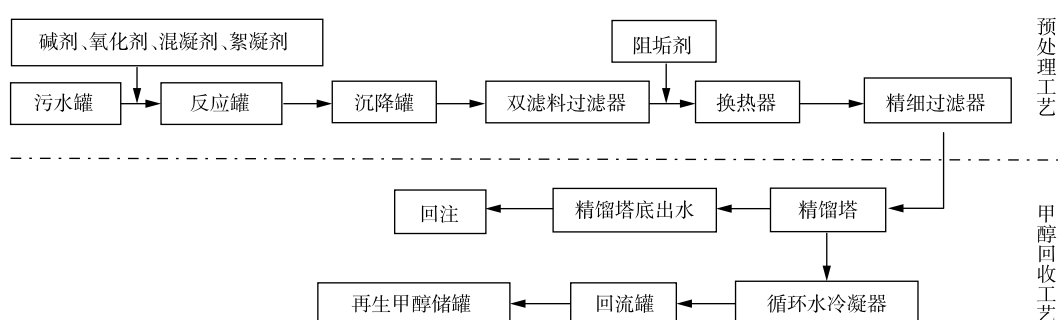 碱剂、氧化剂、混凝剂、絮凝剂
阻垢剂
预处理工艺
污水罐
反应罐
沉降罐
双滤料过滤器
换热器
精细过滤器
回注
精馏塔底出水
精馏塔
甲醇回收工艺
再生甲醇储罐
回流罐
循环水冷凝器